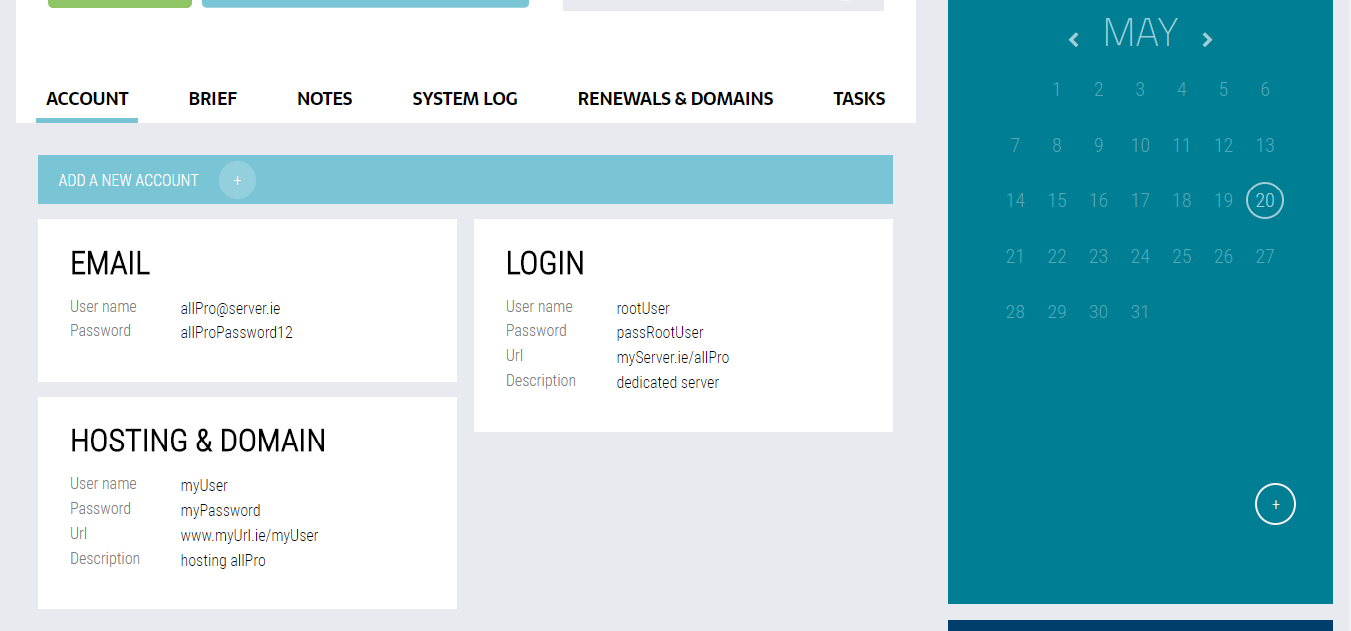 ACCOUNT BRIEF NOTES SYSTEM LOG RENEWALS & DOMAINS TASKS
ADD A NEW ACCOUNT +
EMAIL
User name allPro@server.ie
Password allProPassword12
LOGIN
User name rootUser
Password passRootUser
Url myServer.ie/allPro
Description dedicated server
HOSTING & DOMAIN
User name myUser
Password myPassword
Url www.myUrl.ie/myUser
Description hosting allPro
MAY
1 2 3 4 5 6
7 8 9 10 11 12 13
14 15 16 17 18 19 20
21 22 23 24 25 26 27
28 29 30 31
+